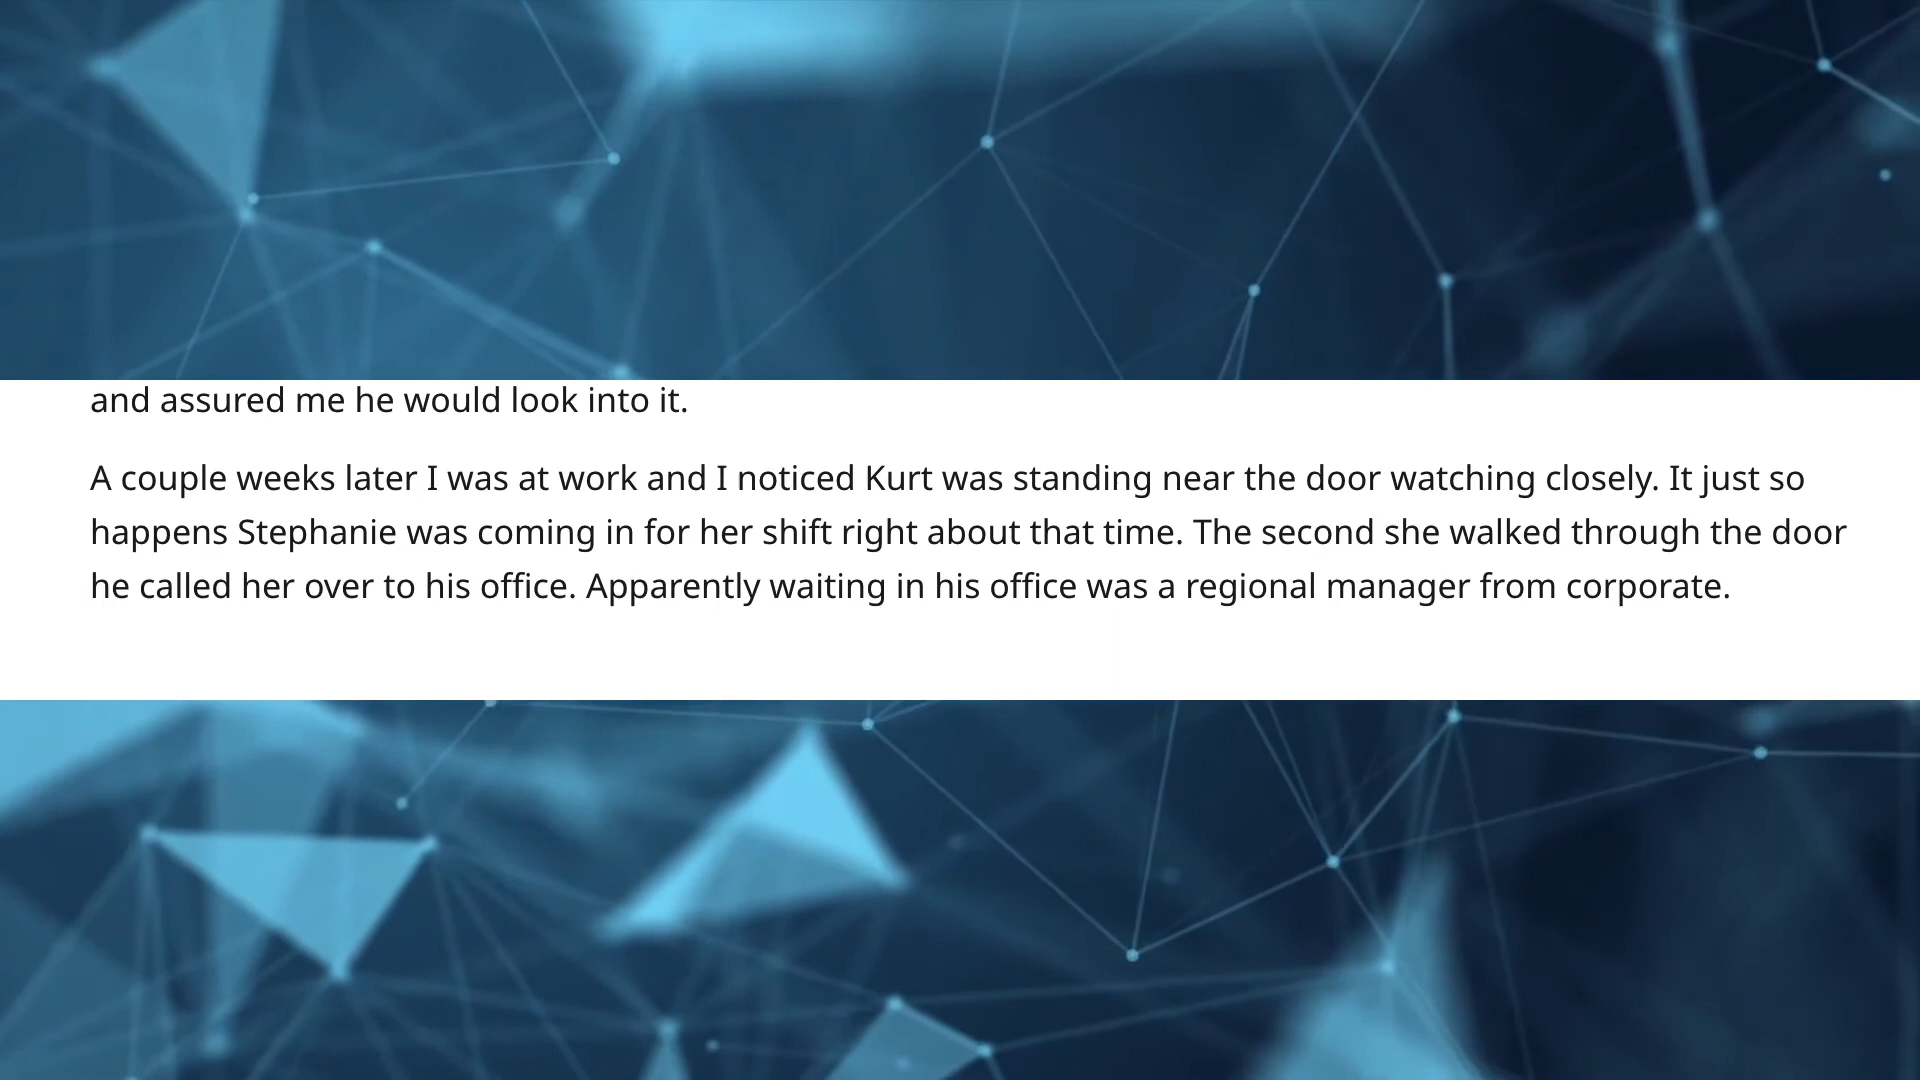 and assured me he would look into it.
A couple weeks later I was at work and I noticed Kurt was standing near the door watching closely. It just so
happens Stephanie was coming in for her shift right about that time. The second she walked through the door
he called her over to his office. Apparently waiting in his office was a regional manager from corporate.